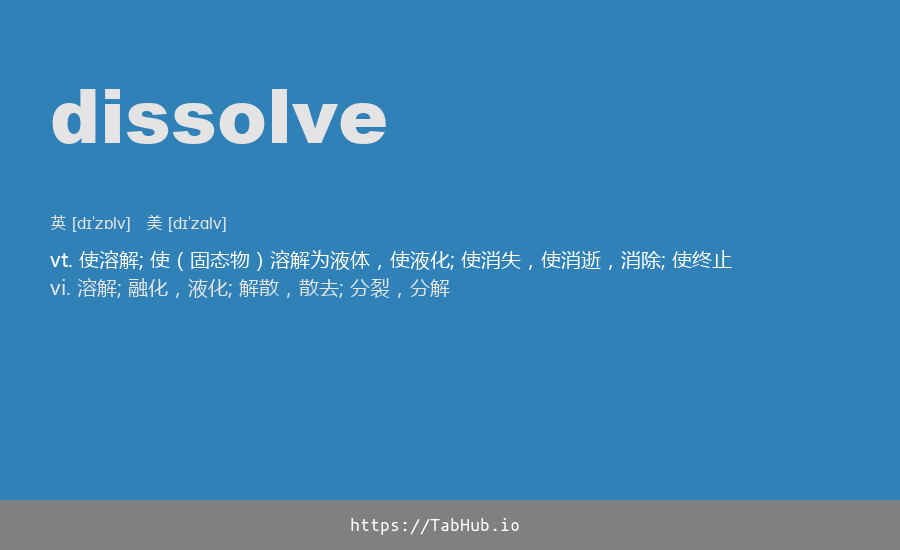 dissolve
英 [dɪˈzɒlv] 美 [dɪˈzɑlv]
vt. 使溶解; 使（固态物）溶解为液体，使液化; 使消失，使消逝，消除; 使终止
vi. 溶解; 融化，液化; 解散，散去; 分裂，分解
https://TabHub.io